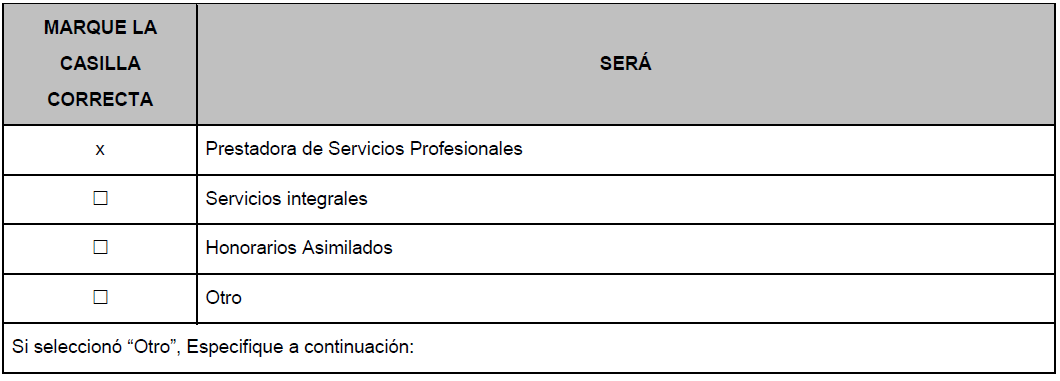 MARQUE LA
CASILLA
CORRECTA
SERÁ
x Prestadora de Servicios Profesionales
☐ Servicios integrales
☐ Honorarios Asimilados
☐ Otro
Si seleccionó “Otro”, Especifique a continuación: